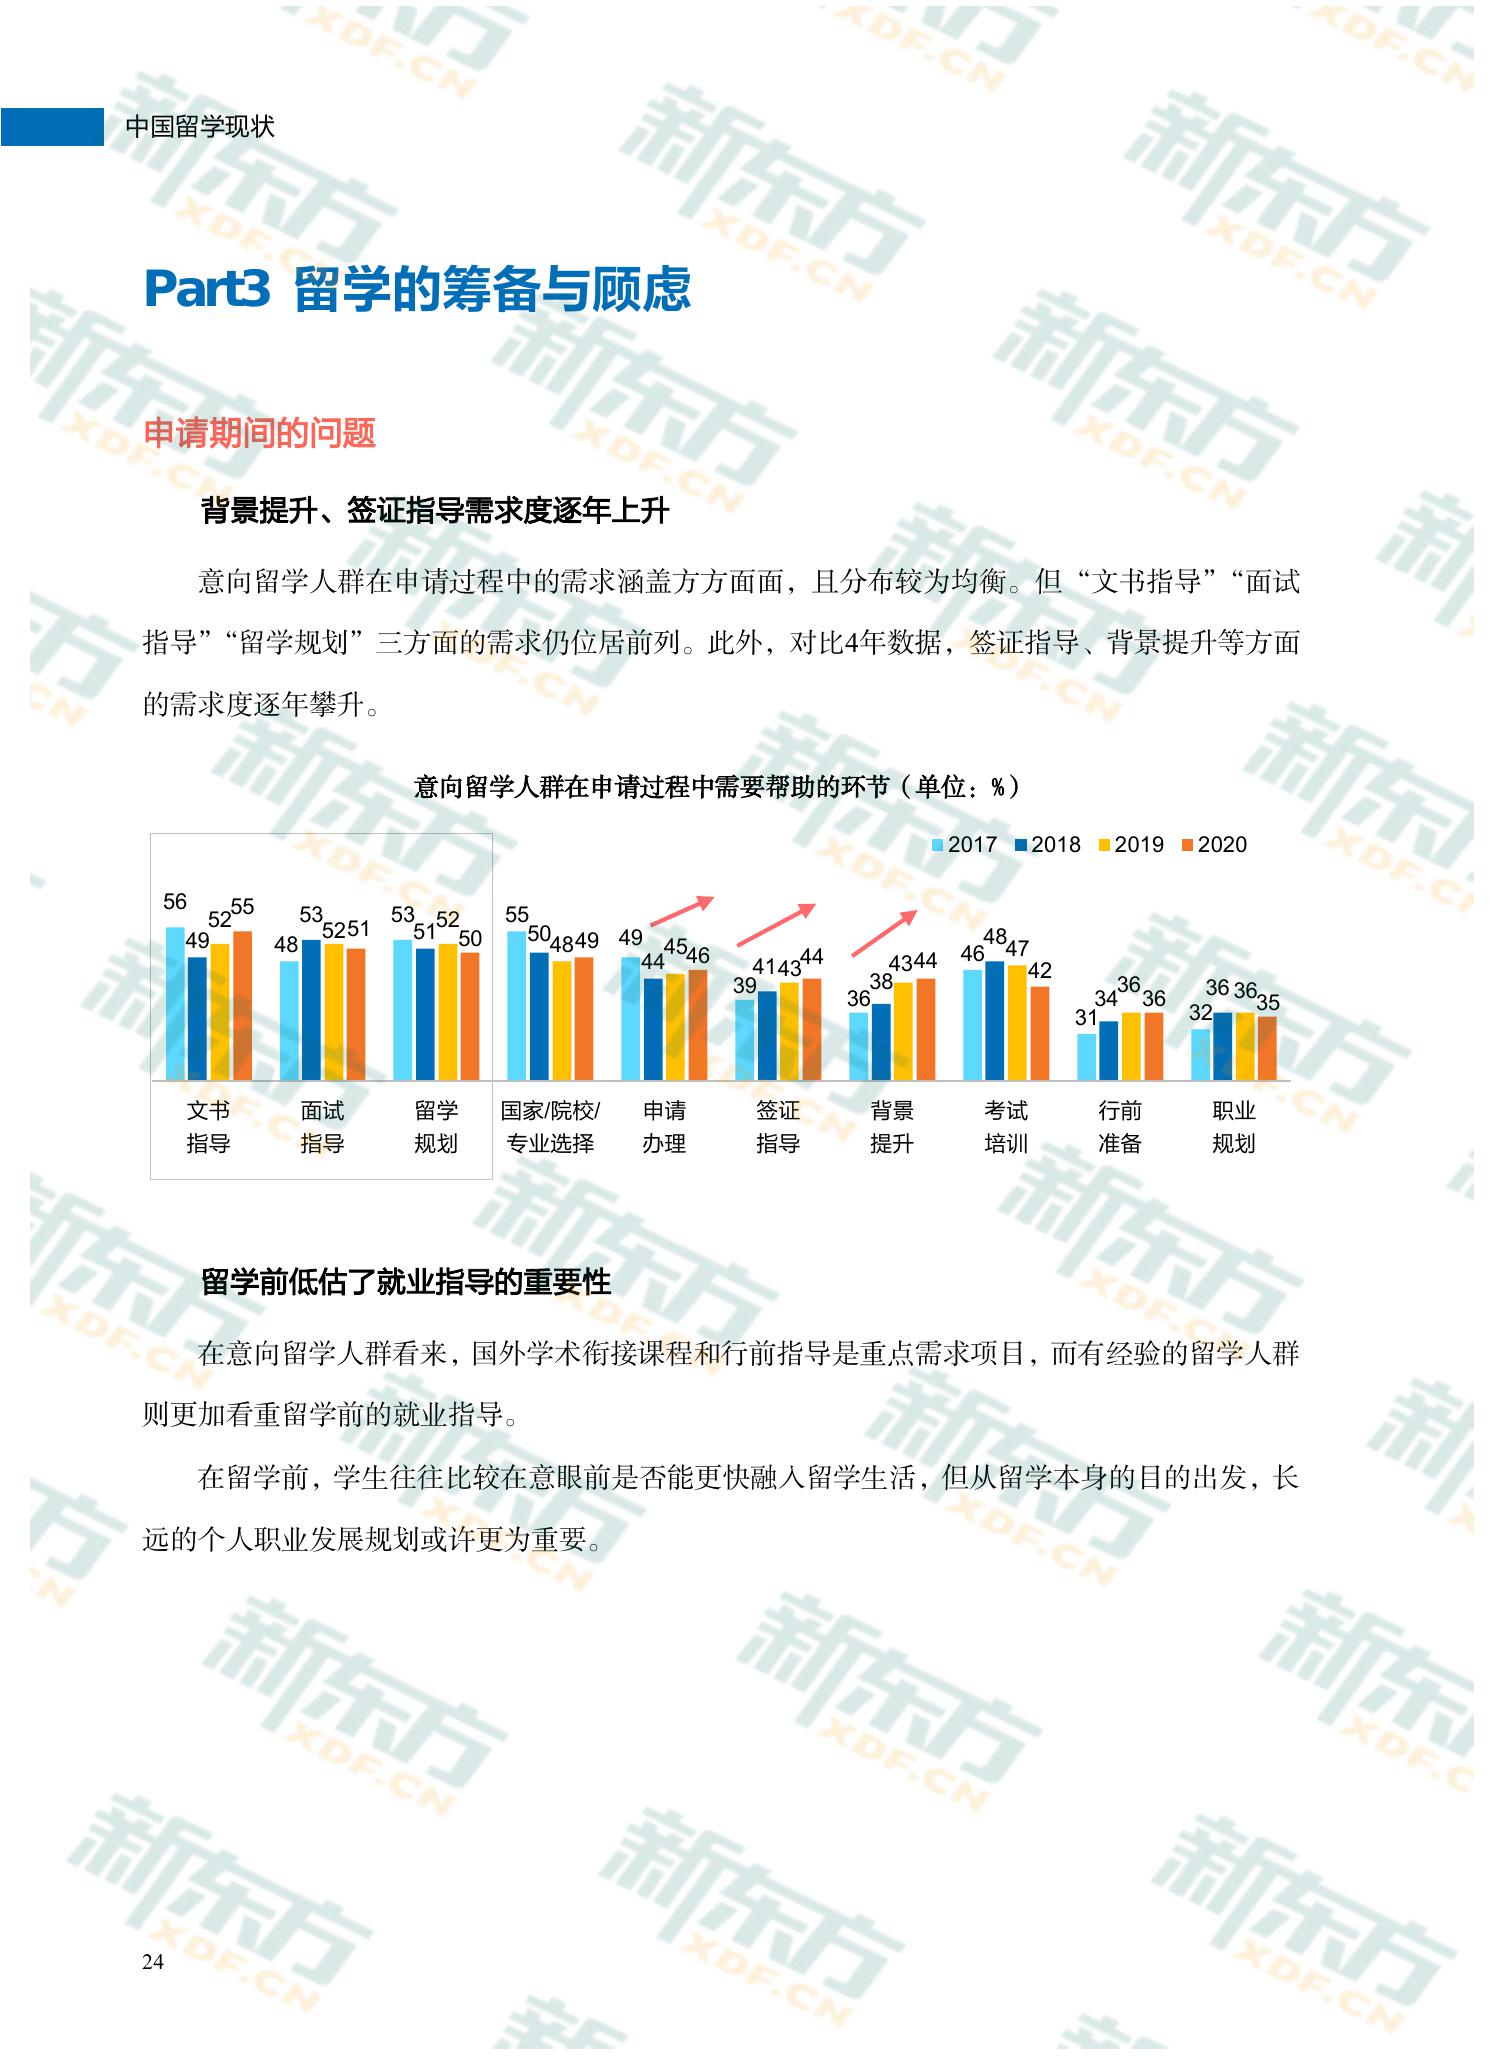 中国留学现状
Part3 留学的筹备与顾虑
申请期间的问题
背景提升、签证指导需求度逐年上升
意向留学人群在申请过程中的需求涵盖方方面面，且分布较为均衡。但“文书指导”“面试
指导”“留学规划”三方面的需求仍位居前列。此外，对比4年数据，签证指导、背景提升等方面
的需求度逐年攀升。
意向留学人群在申请过程中需要帮助的环节（单位：%）
2017 2018 2019 2020
56 49 52 55
48 53 52 51
53 51 52 50
55 50 48 49
49 44 45 46
39 41 43 44
36 38 43 44
46 48 47 42
31 34 36 36
32 36 36 35
文书 面试 留学 国家/院校/ 申请 签证 背景 考试 行前 职业
指导 指导 规划 专业选择 办理 指导 提升 培训 准备 规划
留学前低估了就业指导的重要性
在意向留学人群看来，国外学术衔接课程和行前指导是重点需求项目，而有经验的留学人群
则更加看重留学前的就业指导。
在留学前，学生往往比较在意眼前是否能更快融入留学生活，但从留学本身的目的出发，长
远的个人职业发展规划或许更为重要。
24
新东方
XDF.CN